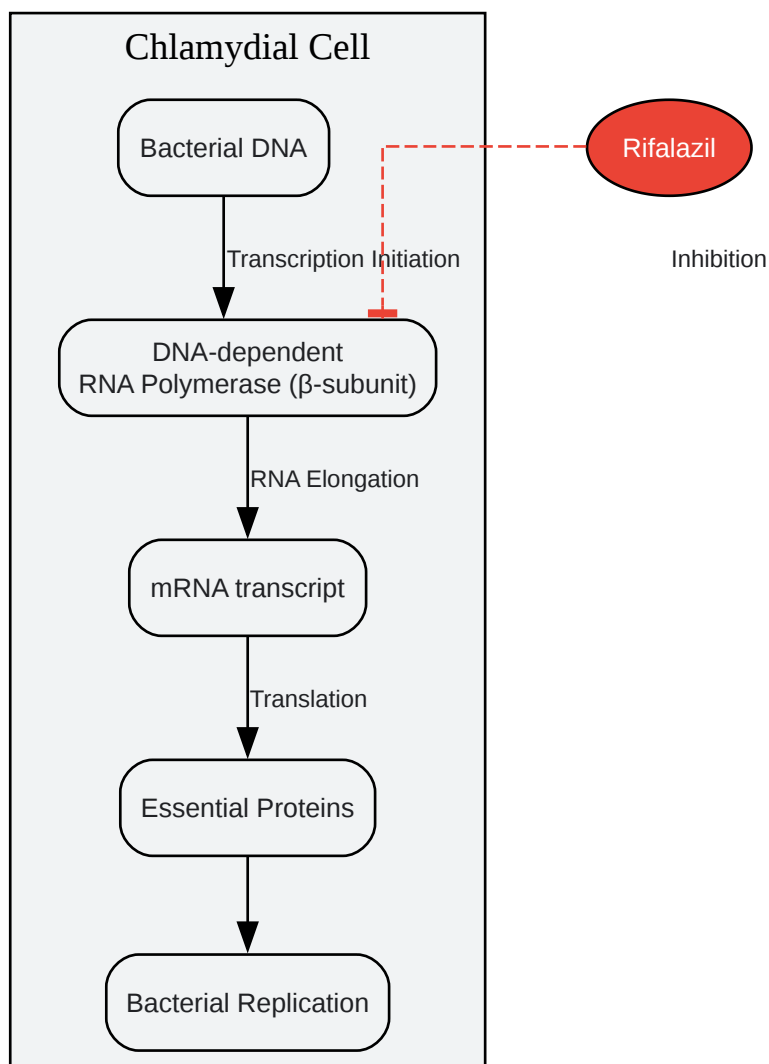 Chlamydial Cell
Bacterial DNA
Rifalazil
Transcription Initiation
Inhibition
DNA-dependent
RNA Polymerase (β-subunit)
RNA Elongation
mRNA transcript
Translation
Essential Proteins
Bacterial Replication